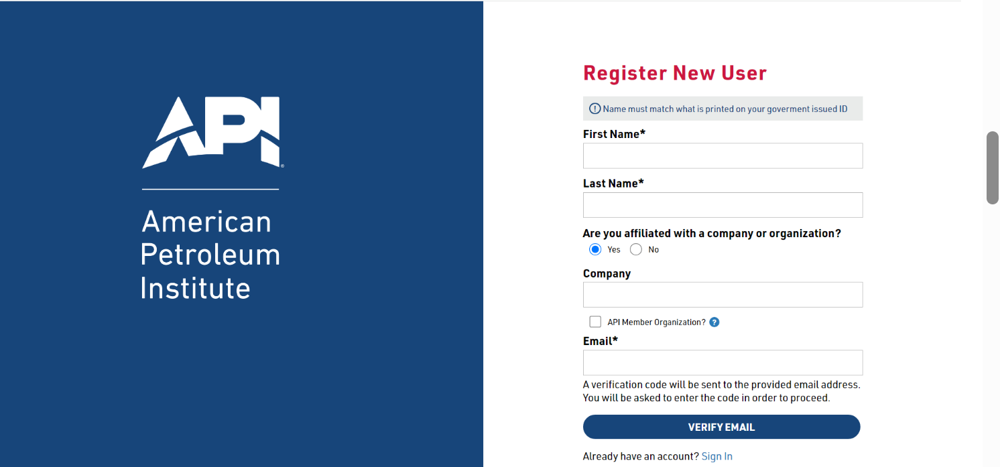 API
®
American
Petroleum
Institute
Register New User
Name must match what is printed on your goverment issued ID
First Name*
Last Name*
Are you affiliated with a company or organization?
Yes No
Company
API Member Organization? ?
Email*
A verification code will be sent to the provided email address.
You will be asked to enter the code in order to proceed.
VERIFY EMAIL
Already have an account? Sign In